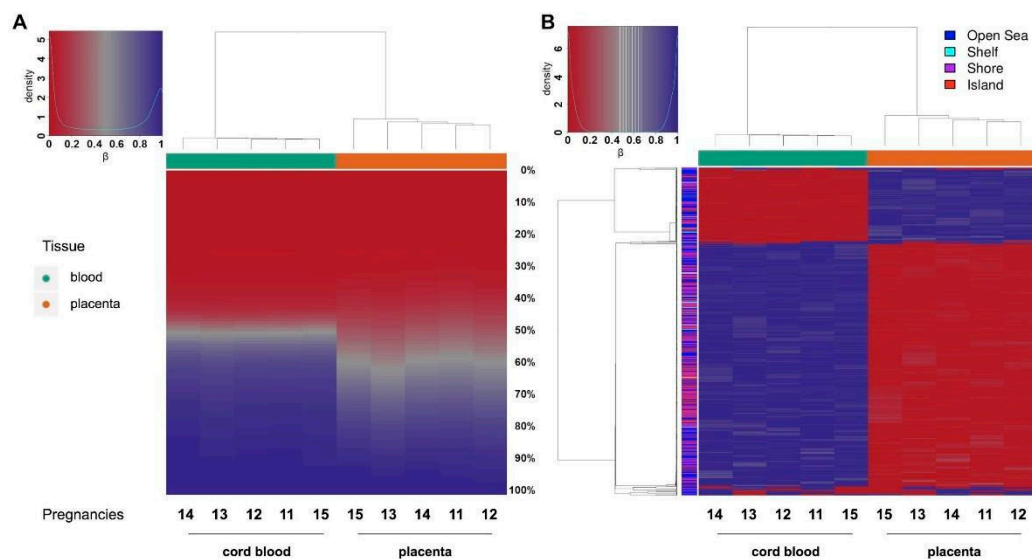 A
5
4
3
2
1
0
density
0 0.2 0.4 0.6 0.8 1
β
Tissue
blood
placenta
0%
10%
20%
30%
40%
50%
60%
70%
80%
90%
100%
Pregnancies
14 13 12 11 15 15 13 14 11 12
cord blood placenta
B
6
4
2
0
density
0 0.2 0.4 0.6 0.8 1
β
Open Sea
Shelf
Shore
Island
14 13 12 11 15 15 13 14 11 12
cord blood placenta